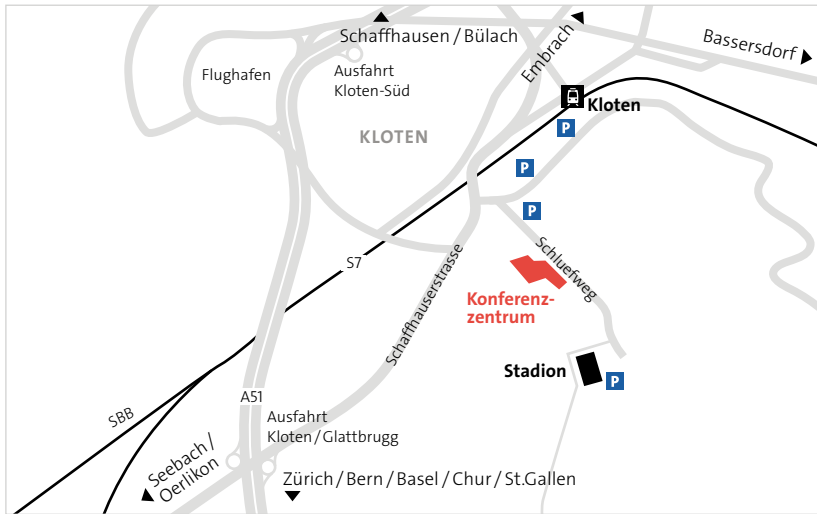 Schaffhausen / Bülach
Embrach
Bassersdorf
Flughafen
Ausfahrt
Kloten-Süd
Kloten
P
KLOTEN
P
P
Schluefweg
S7
Schaffhauserstrasse
Konferenz-
zentrum
Stadion
P
A51
SBB
Ausfahrt
Kloten / Glattbrugg
Seebach /
Oerlikon
Zürich / Bern / Basel / Chur / St.Gallen